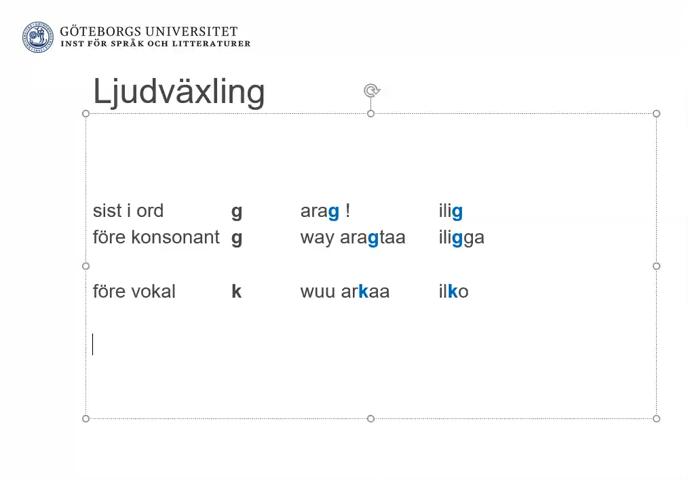 GÖTEBORGS UNIVERSITET
INST FÖR SPRÅK OCH LITTERATURER
Ljudväxling
sist i ord g arag ! ilig
före konsonant g way aragtaa iligga
före vokal k wuu arkaa ilko